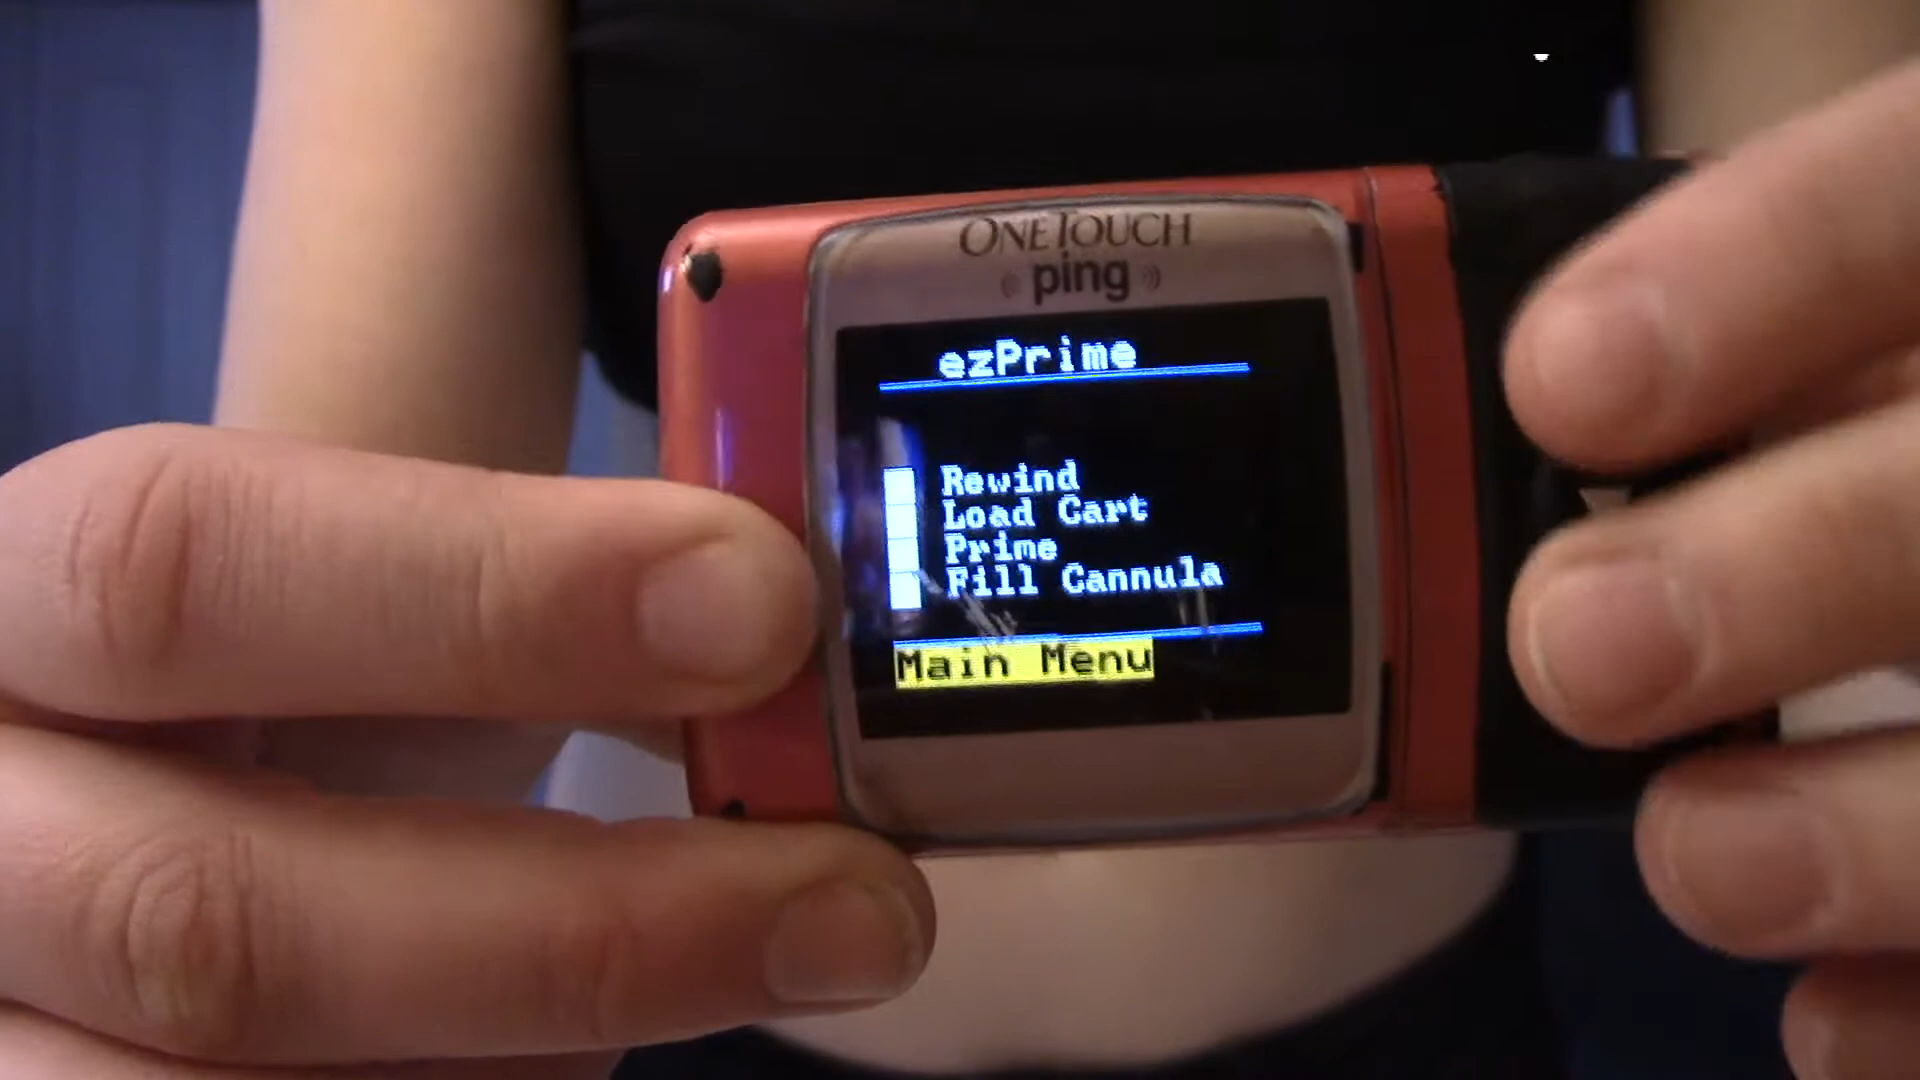 ONETOUCH
ping
ezPrime
Rewind
Load Cart
Prime
Fill Cannula
Main Menu